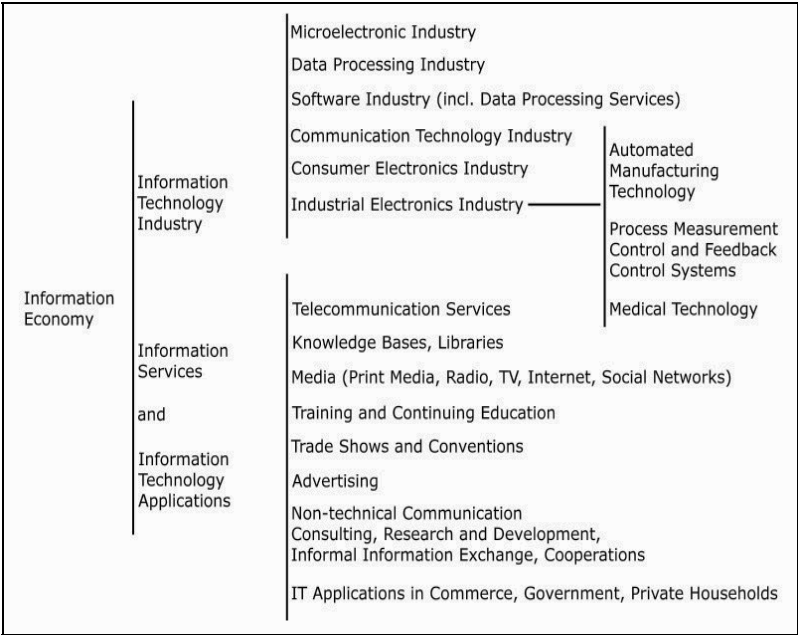 Information
Economy
Information
Technology
Industry
Microelectronic Industry
Data Processing Industry
Software Industry (incl. Data Processing Services)
Communication Technology Industry
Consumer Electronics Industry
Industrial Electronics Industry
Automated
Manufacturing
Technology
Process Measurement
Control and Feedback
Control Systems
Medical Technology
Information
Services
and
Information
Technology
Applications
Telecommunication Services
Knowledge Bases, Libraries
Media (Print Media, Radio, TV, Internet, Social Networks)
Training and Continuing Education
Trade Shows and Conventions
Advertising
Non-technical Communication
Consulting, Research and Development,
Informal Information Exchange, Cooperations
IT Applications in Commerce, Government, Private Households